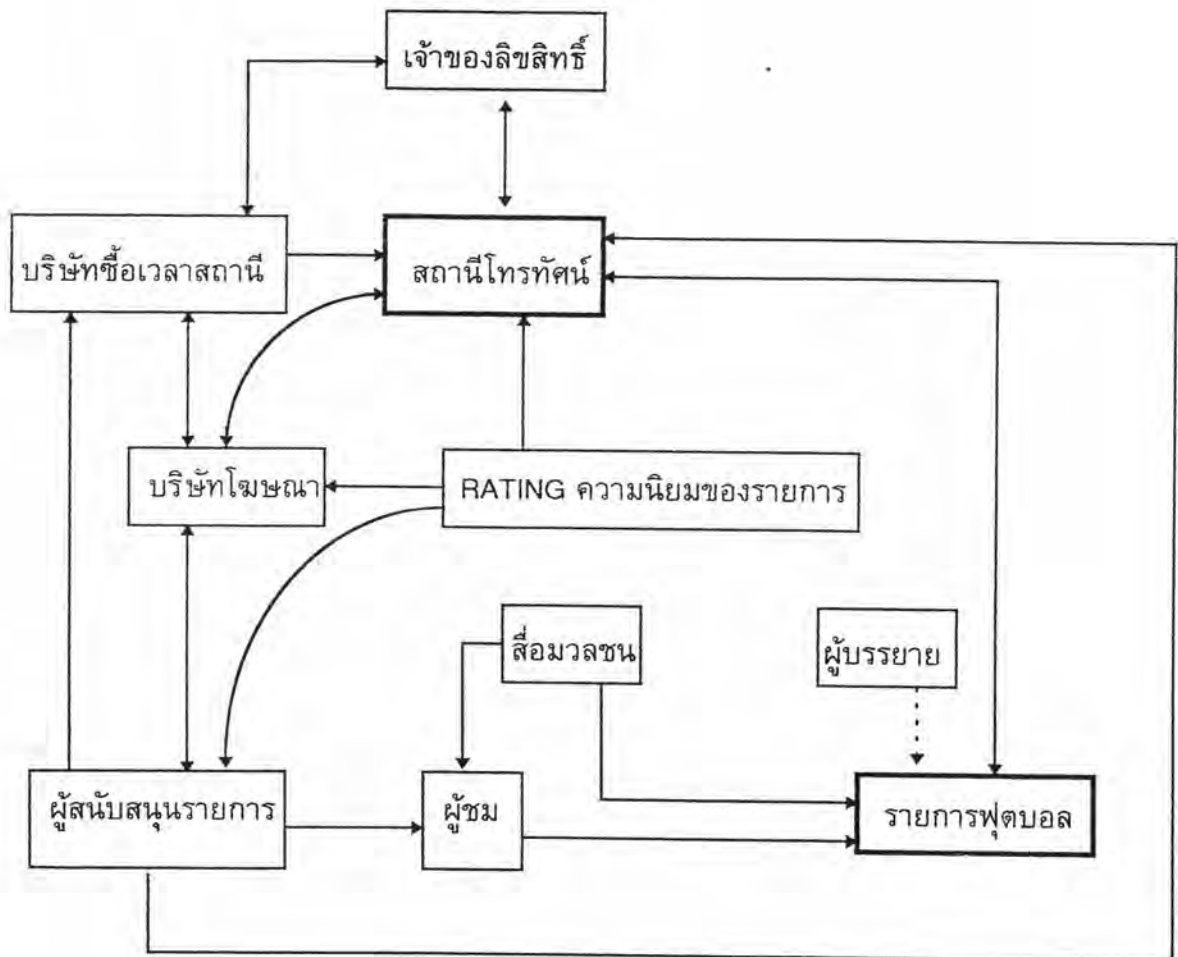 เจ้าของลิขสิทธิ์
บริษัทซื้อเวลาสถานี
สถานีโทรทัศน์
บริษัทโฆษณา
RATING ความนิยมของรายการ
สื่อมวลชน
ผู้บรรยาย
ผู้สนับสนุนรายการ
ผู้ชม
รายการฟุตบอล